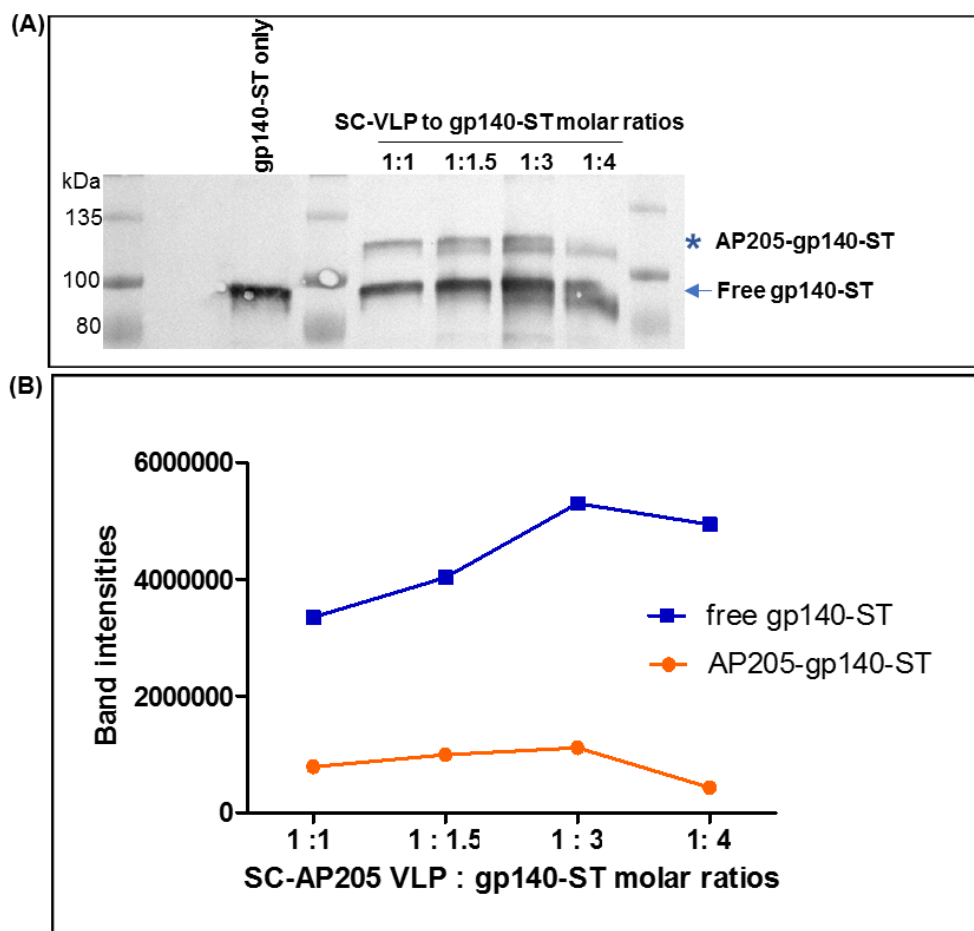 (A)
gp140-ST only
SC-VLP to gp140-ST molar ratios
1:1 1:1.5 1:3 1:4
kDa
135
* AP205-gp140-ST
100
Free gp140-ST
80
(B)
6000000
4000000
2000000
0
Band intensities
free gp140-ST
AP205-gp140-ST
1 :1 1 : 1.5 1 : 3 1: 4
SC-AP205 VLP : gp140-ST molar ratios